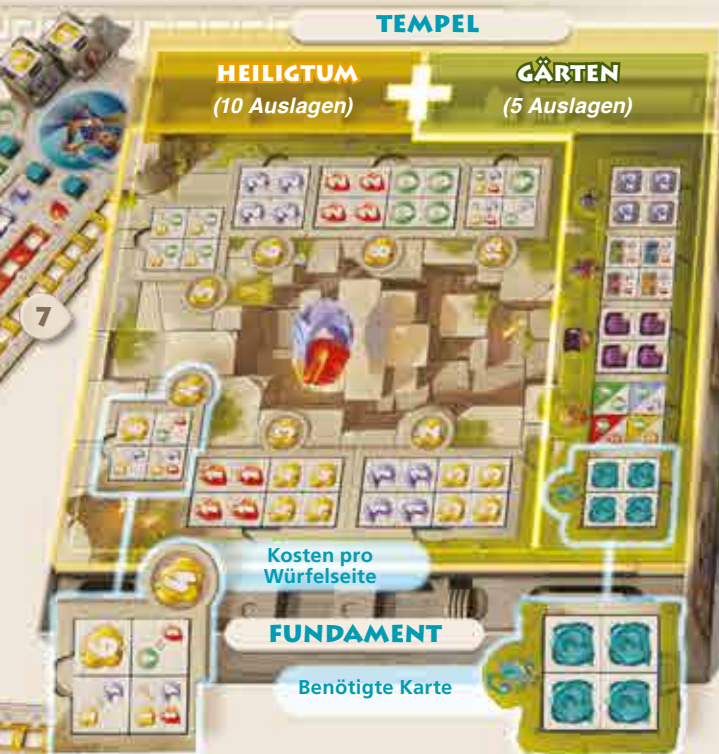 TEMPEL
HEILIGTUM
(10 Auslagen)
GÄRTEN
(5 Auslagen)
7
Kosten pro
Würfelseite
FUNDAMENT
Benötigte Karte